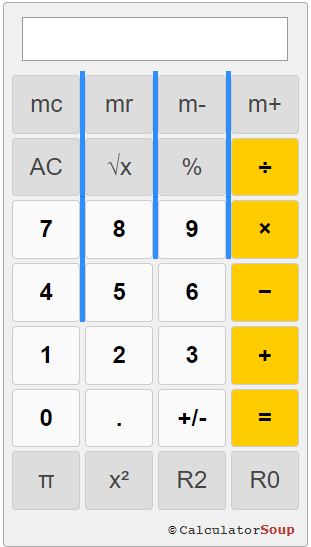 mc mr m- m+
AC √x % ÷
7 8 9 ×
4 5 6 −
1 2 3 +
0 . +/- =
π x² R2 R0
©CalculatorSoup